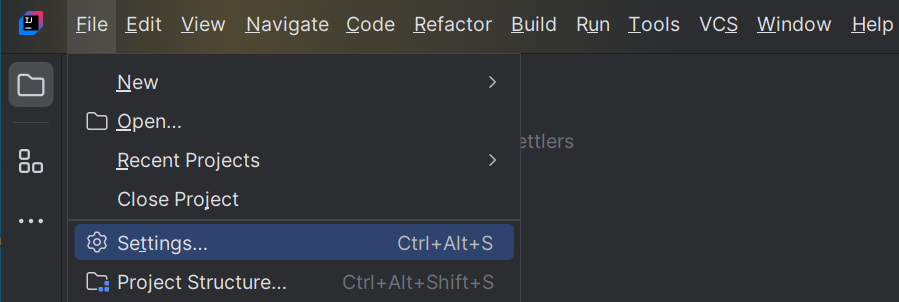 IJ
File Edit View Navigate Code Refactor Build Run Tools VCS Window Help
New
Open...
ettlers
Recent Projects
Close Project
Settings... Ctrl+Alt+S
Project Structure... Ctrl+Alt+Shift+S